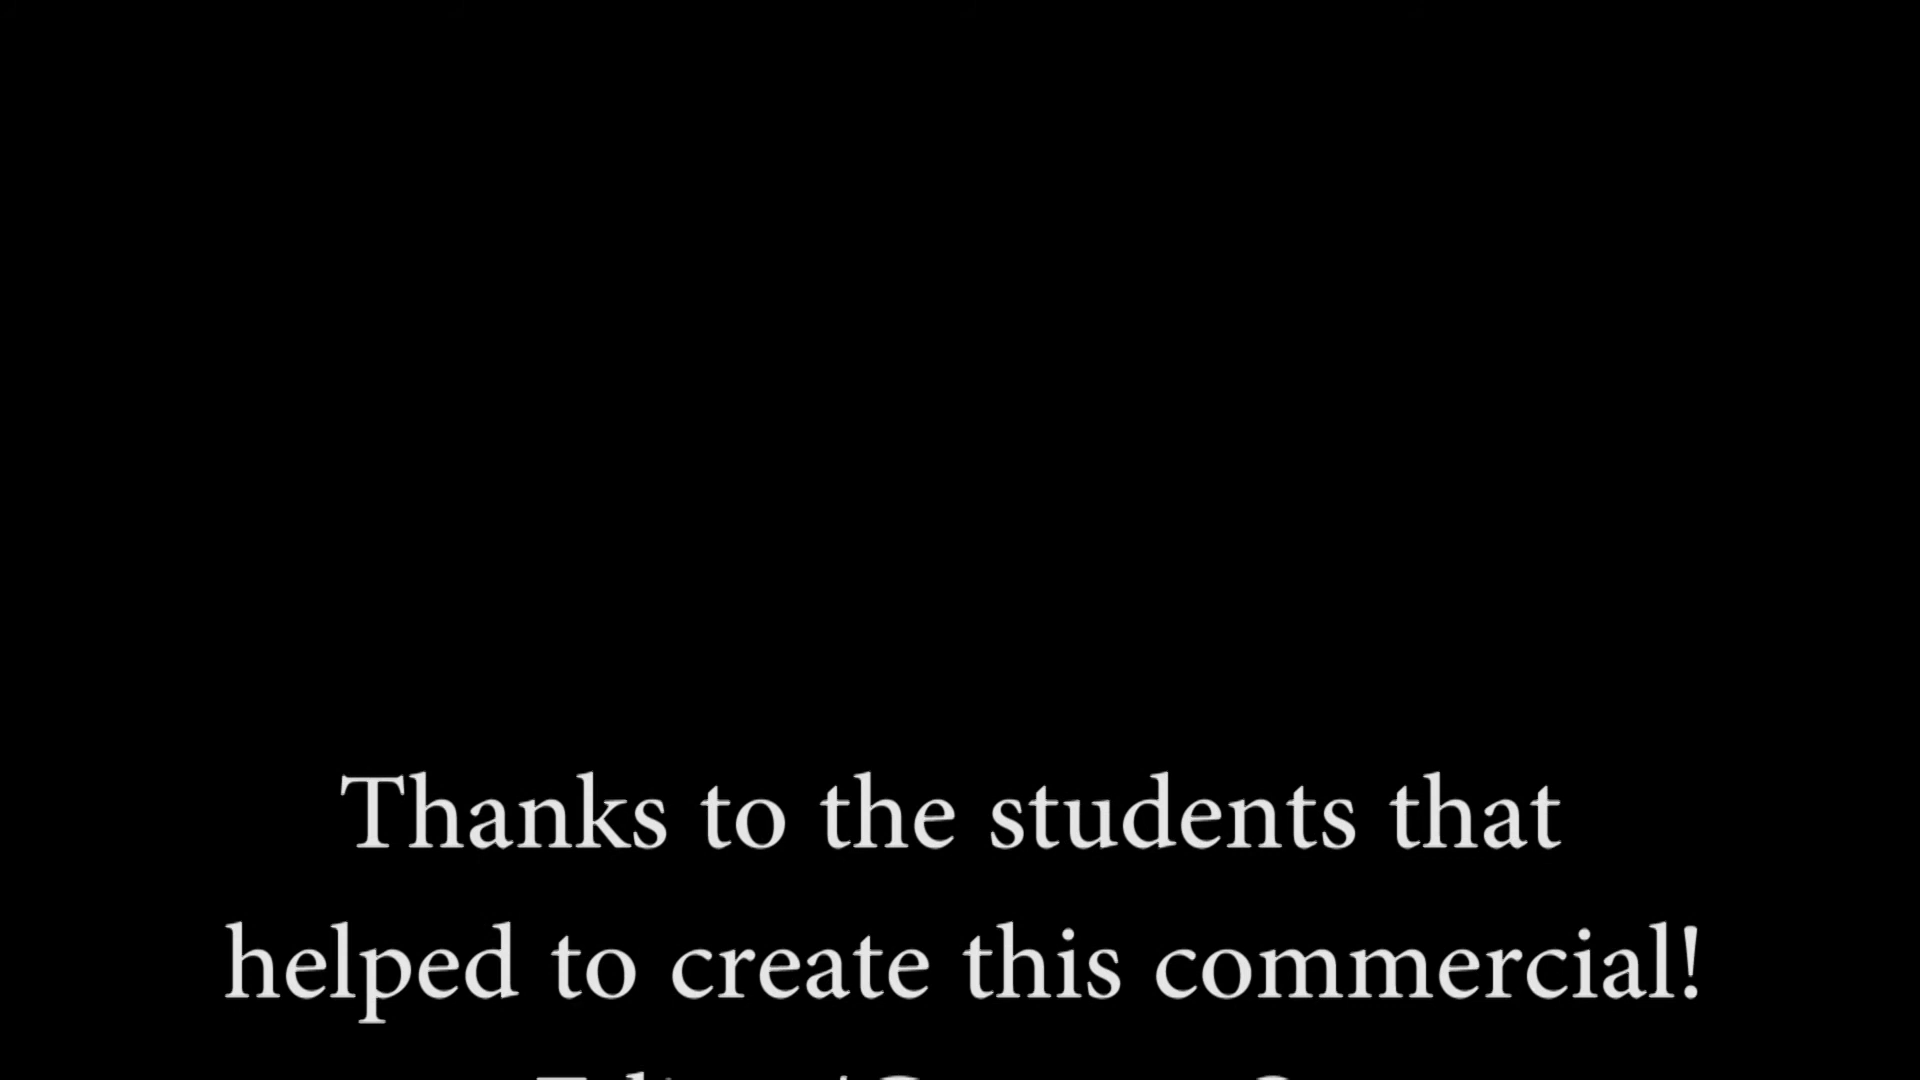 Thanks to the students that
helped to create this commercial!